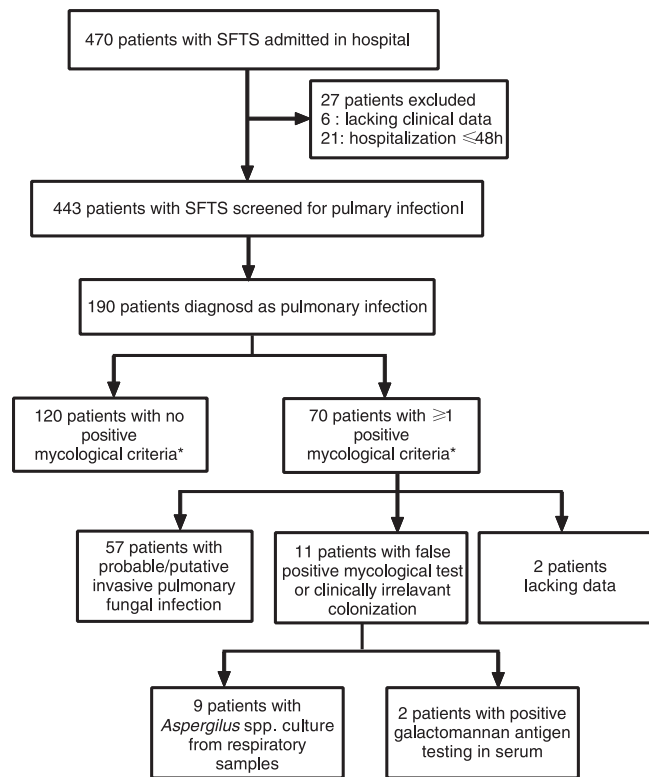 470 patients with SFTS admitted in hospital
27 patients excluded
6 : lacking clinical data
21: hospitalization ≤48h
443 patients with SFTS screened for pulmary infectionl
190 patients diagnosd as pulmonary infection
120 patients with no
positive
mycological criteria*
70 patients with ≥1
positive
mycological criteria*
57 patients with
probable/putative
invasive pulmonary
fungal infection
11 patients with false
positive mycological test
or clinically irrelavant
colonization
2 patients
lacking data
9 patients with
Aspergilus spp. culture
from respiratory
samples
2 patients with positive
galactomannan antigen
testing in serum